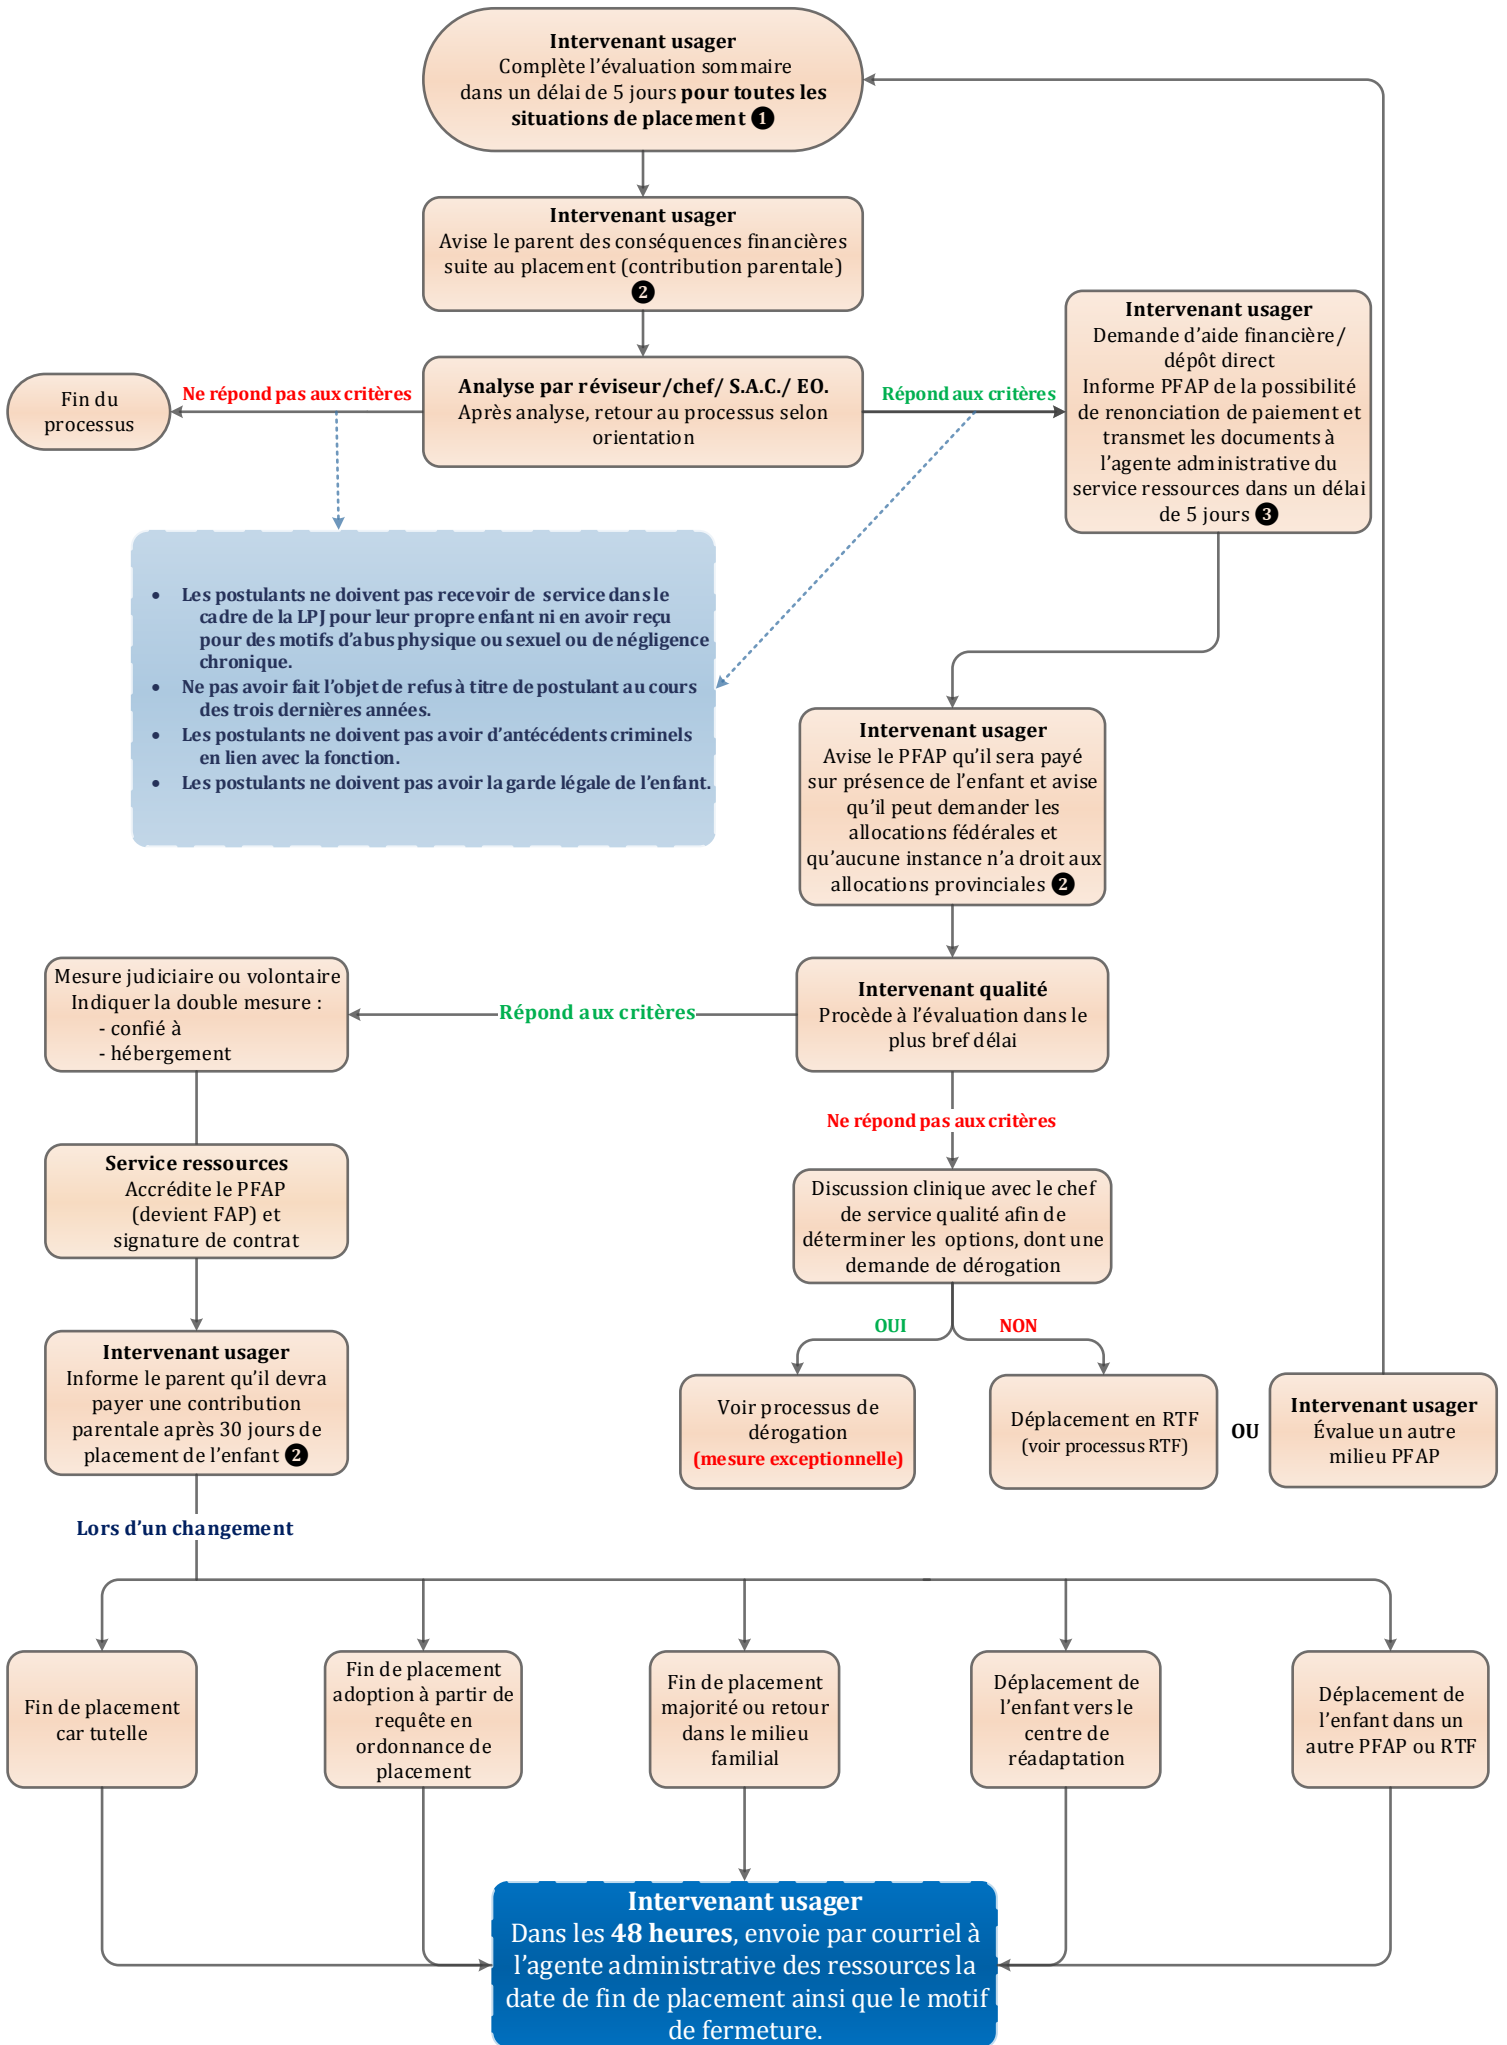 Intervenant usager
Complète l’évaluation sommaire
dans un délai de 5 jours pour toutes les
situations de placement ❶
Intervenant usager
Avise le parent des conséquences financières
suite au placement (contribution parentale)
❷
Analyse par réviseur/chef/ S.A.C./ EO.
Après analyse, retour au processus selon
orientation
Ne répond pas aux critères
Fin du
processus
Répond aux critères
Intervenant usager
Demande d’aide financière/
dépôt direct
Informe PFAP de la possibilité
de renonciation de paiement et
transmet les documents à
l’agente administrative du
service ressources dans un délai
de 5 jours ❸
• Les postulants ne doivent pas recevoir de service dans le
cadre de la LPJ pour leur propre enfant ni en avoir reçu
pour des motifs d’abus physique ou sexuel ou de négligence
chronique.
• Ne pas avoir fait l’objet de refus à titre de postulant au cours
des trois dernières années.
• Les postulants ne doivent pas avoir d’antécédents criminels
en lien avec la fonction.
• Les postulants ne doivent pas avoir la garde légale de l’enfant.
Intervenant usager
Avise le PFAP qu’il sera payé
sur présence de l’enfant et avise
qu’il peut demander les
allocations fédérales et
qu’aucune instance n’a droit aux
allocations provinciales ❷
Intervenant qualité
Procède à l’évaluation dans le
plus bref délai
Répond aux critères
Mesure judiciaire ou volontaire
Indiquer la double mesure :
- confié à
- hébergement
Service ressources
Accrédite le PFAP
(devient FAP) et
signature de contrat
Intervenant usager
Informe le parent qu’il devra
payer une contribution
parentale après 30 jours de
placement de l’enfant ❷
Ne répond pas aux critères
Discussion clinique avec le chef
de service qualité afin de
déterminer les options, dont une
demande de dérogation
OUI
NON
Voir processus de
dérogation
(mesure exceptionnelle)
Déplacement en RTF
(voir processus RTF)
OU
Intervenant usager
Évalue un autre
milieu PFAP
Lors d’un changement
Fin de placement
car tutelle
Fin de placement
adoption à partir de
requête en
ordonnance de
placement
Fin de placement
majorité ou retour
dans le milieu
familial
Déplacement de
l’enfant vers le
centre de
réadaptation
Déplacement de
l’enfant dans un
autre PFAP ou RTF
Intervenant usager
Dans les 48 heures, envoie par courriel à
l’agente administrative des ressources la
date de fin de placement ainsi que le motif
de fermeture.